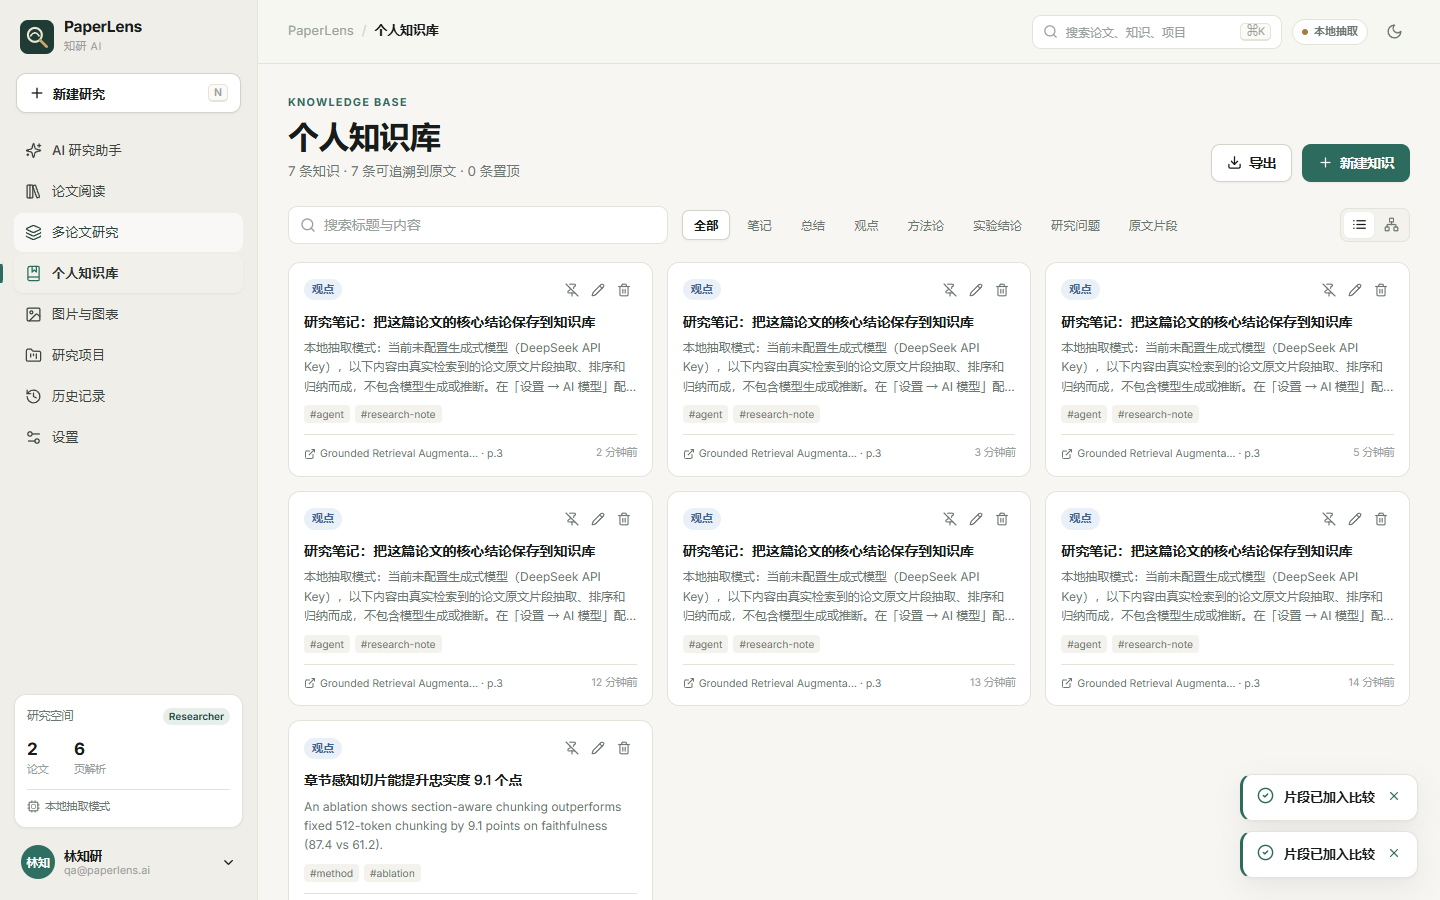 PaperLens
知研 AI
新建研究
N
AI 研究助手
论文阅读
多论文研究
个人知识库
图片与图表
研究项目
历史记录
设置
研究空间
Researcher
2
6
论文
页解析
本地抽取模式
林知
林知研
qa@paperlens.ai
PaperLens / 个人知识库
搜索论文、知识、项目
⌘K
本地抽取
KNOWLEDGE BASE
个人知识库
7 条知识 · 7 条可追溯到原文 · 0 条置顶
导出
新建知识
搜索标题与内容
全部
笔记
总结
观点
方法论
实验结论
研究问题
原文片段
观点
研究笔记：把这篇论文的核心结论保存到知识库
本地抽取模式：当前未配置生成式模型（DeepSeek API
Key），以下内容由真实检索到的论文原文片段抽取、排序和
归纳而成，不包含模型生成或推断。在「设置 → AI 模型」配...
#agent #research-note
Grounded Retrieval Augmenta... · p.3
2 分钟前
观点
研究笔记：把这篇论文的核心结论保存到知识库
本地抽取模式：当前未配置生成式模型（DeepSeek API
Key），以下内容由真实检索到的论文原文片段抽取、排序和
归纳而成，不包含模型生成或推断。在「设置 → AI 模型」配...
#agent #research-note
Grounded Retrieval Augmenta... · p.3
3 分钟前
观点
研究笔记：把这篇论文的核心结论保存到知识库
本地抽取模式：当前未配置生成式模型（DeepSeek API
Key），以下内容由真实检索到的论文原文片段抽取、排序和
归纳而成，不包含模型生成或推断。在「设置 → AI 模型」配...
#agent #research-note
Grounded Retrieval Augmenta... · p.3
5 分钟前
观点
研究笔记：把这篇论文的核心结论保存到知识库
本地抽取模式：当前未配置生成式模型（DeepSeek API
Key），以下内容由真实检索到的论文原文片段抽取、排序和
归纳而成，不包含模型生成或推断。在「设置 → AI 模型」配...
#agent #research-note
Grounded Retrieval Augmenta... · p.3
12 分钟前
观点
研究笔记：把这篇论文的核心结论保存到知识库
本地抽取模式：当前未配置生成式模型（DeepSeek API
Key），以下内容由真实检索到的论文原文片段抽取、排序和
归纳而成，不包含模型生成或推断。在「设置 → AI 模型」配...
#agent #research-note
Grounded Retrieval Augmenta... · p.3
13 分钟前
观点
研究笔记：把这篇论文的核心结论保存到知识库
本地抽取模式：当前未配置生成式模型（DeepSeek API
Key），以下内容由真实检索到的论文原文片段抽取、排序和
归纳而成，不包含模型生成或推断。在「设置 → AI 模型」配...
#agent #research-note
Grounded Retrieval Augmenta... · p.3
14 分钟前
观点
章节感知切片能提升忠实度 9.1 个点
An ablation shows section-aware chunking outperforms
fixed 512-token chunking by 9.1 points on faithfulness
(87.4 vs 61.2).
#method #ablation
片段已加入比较
片段已加入比较